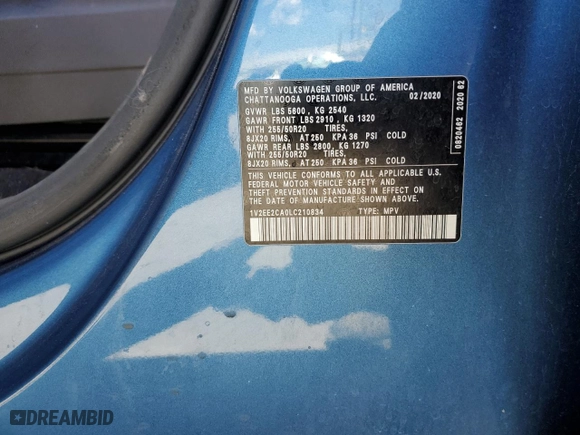 MFD BY VOLKSWAGEN GROUP OF AMERICA
CHATTANOOGA OPERATIONS, LLC. 02/2020
GVWR LBS 5600, KG 2540
GAWR FRONT LBS 2910, KG 1320
WITH 255/50R20 TIRES,
8JX20 RIMS, AT 250 KPA 36 PSI COLD
GAWR REAR LBS 2800, KG 1270
WITH 255/50R20 TIRES,
8JX20 RIMS, AT 250 KPA 36 PSI COLD
THIS VEHICLE CONFORMS TO ALL APPLICABLE U.S.
FEDERAL MOTOR VEHICLE SAFETY AND
THEFT PREVENTION STANDARDS IN EFFECT ON
THE DATE OF MANUFACTURE SHOWN ABOVE.
1V2EE2CA0LC210834 TYPE: MPV
0820462 2020 62
DREAMBID